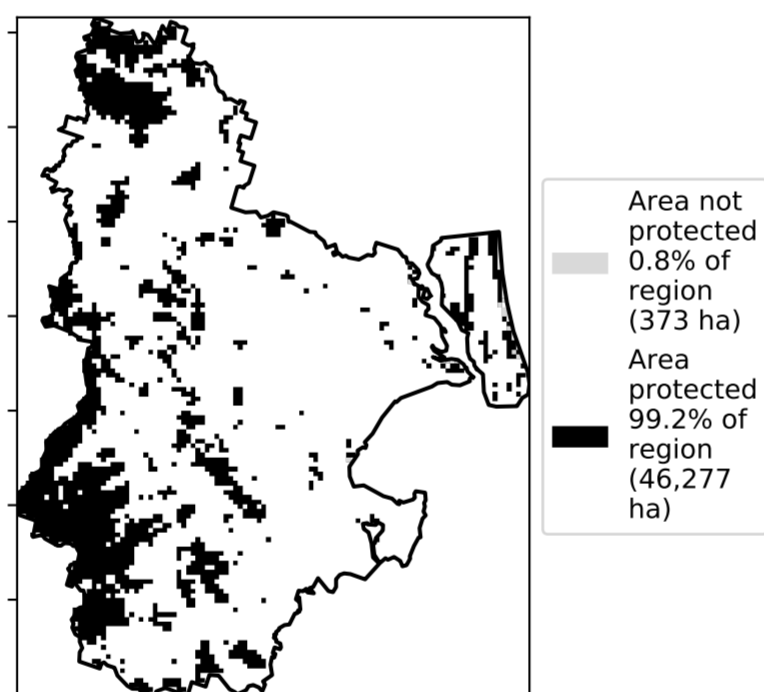 Area not
protected
0.8% of
region
(373 ha)
Area
protected
99.2% of
region
(46,277
ha)